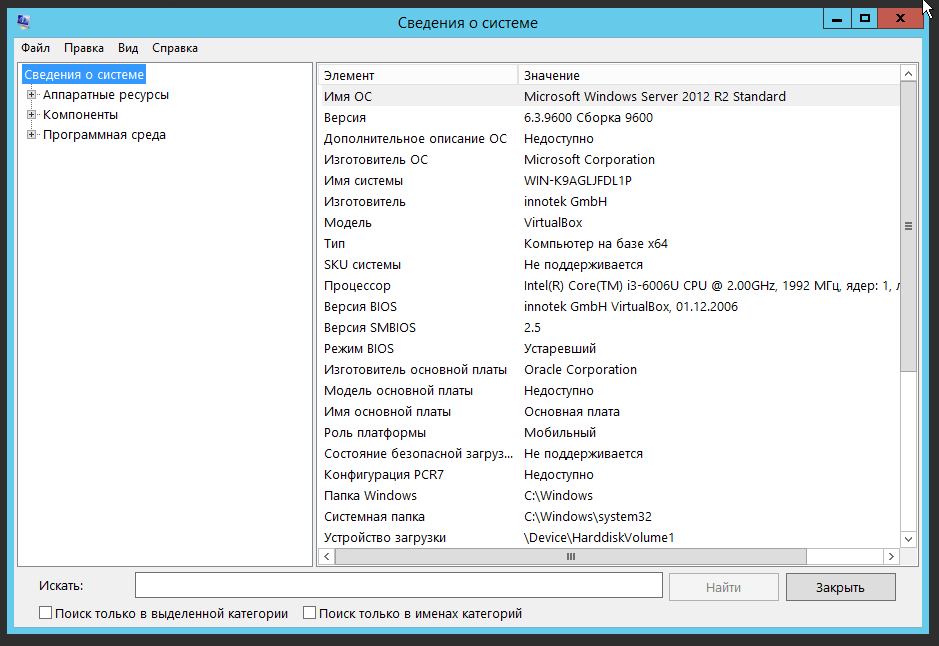 Сведения о системе
Файл Правка Вид Справка
Сведения о системе
Аппаратные ресурсы
Компоненты
Программная среда
Элемент Значение
Имя ОС Microsoft Windows Server 2012 R2 Standard
Версия 6.3.9600 Сборка 9600
Дополнительное описание ОС Недоступно
Изготовитель ОС Microsoft Corporation
Имя системы WIN-K9AGLJFDL1P
Изготовитель innotek GmbH
Модель VirtualBox
Тип Компьютер на базе x64
SKU системы Не поддерживается
Процессор Intel(R) Core(TM) i3-6006U CPU @ 2.00GHz, 1992 МГц, ядер: 1,
Версия BIOS innotek GmbH VirtualBox, 01.12.2006
Версия SMBIOS 2.5
Режим BIOS Устаревший
Изготовитель основной платы Oracle Corporation
Модель основной платы Недоступно
Имя основной платы Основная плата
Роль платформы Мобильный
Состояние безопасной загруз... Не поддерживается
Конфигурация PCR7 Недоступно
Папка Windows C:\Windows
Системная папка C:\Windows\system32
Устройство загрузки \Device\HarddiskVolume1
Искать: Найти Закрыть
Поиск только в выделенной категории Поиск только в именах категорий